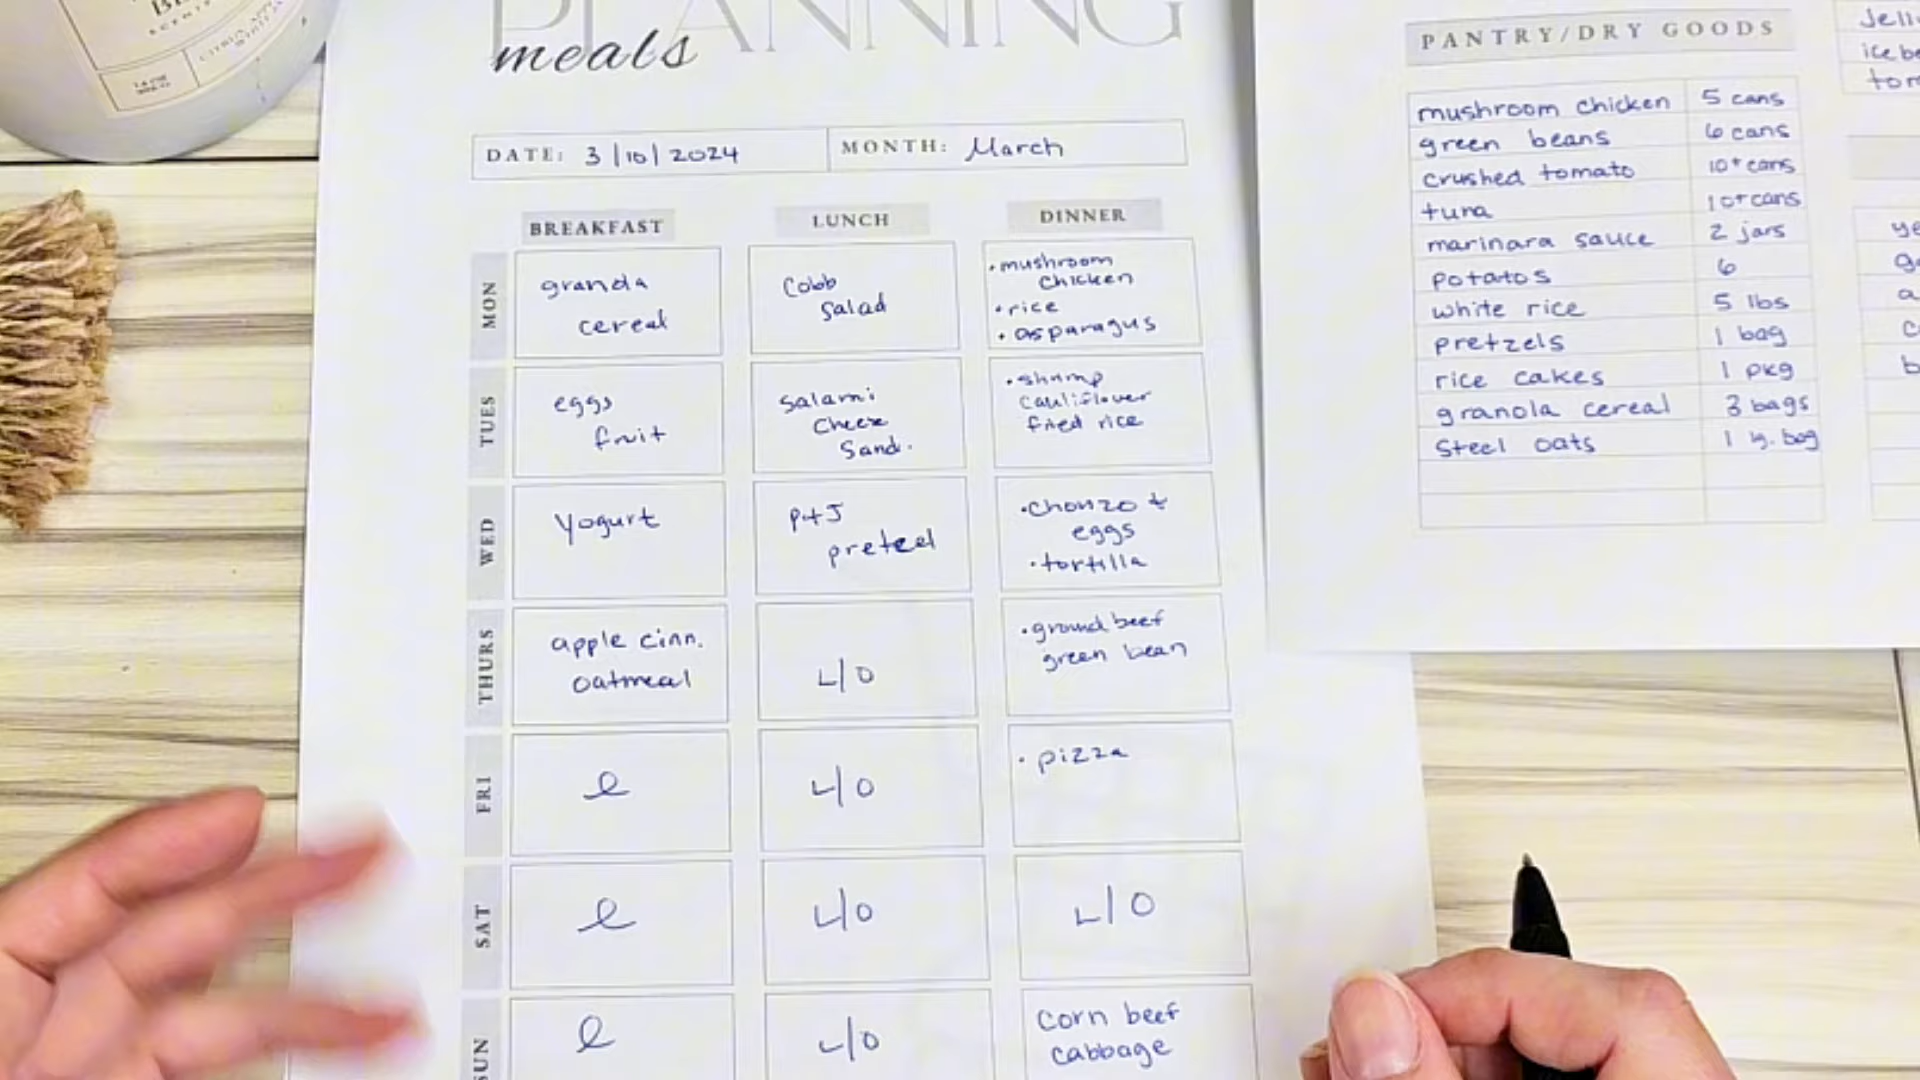 PLANNING
meals
DATE: 3/10/2024 MONTH: March
BREAKFAST LUNCH DINNER
MON
granola
cereal
Cobb
Salad
•mushroom
chicken
•rice
•asparagus
TUES
eggs
fruit
Salami
Cheese
Sand.
•shrimp
cauliflower
fried rice
WED
Yogurt
P+J
pretzel
•Chorizo +
eggs
•tortilla
THURS
apple cinn.
oatmeal
L/O
•ground beef
green bean
FRI
e
L/O
•pizza
SAT
e
L/O
L/O
SUN
e
L/O
corn beef
cabbage
PANTRY/DRY GOODS
mushroom chicken 5 cans
green beans 6 cans
crushed tomato 10+ cans
tuna 10+ cans
marinara sauce 2 jars
potatos 6
white rice 5 lbs
pretzels 1 bag
rice cakes 1 pkg
granola cereal 3 bags
Steel oats 1 lg. bag